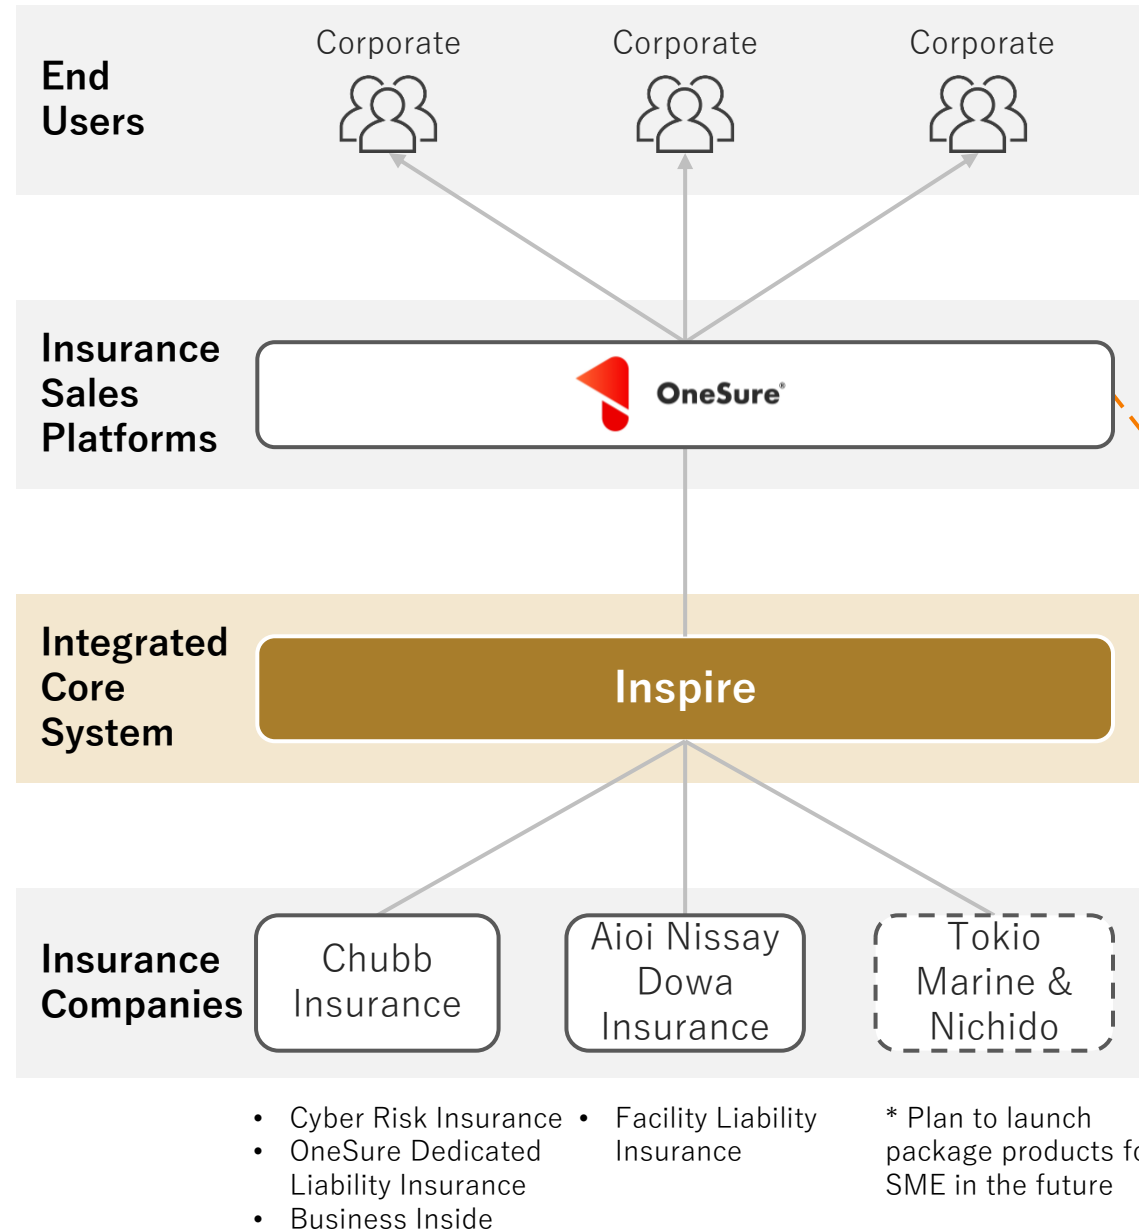 Corporate
Corporate
Corporate
End
Users
Insurance
Sales
Platforms
OneSure®
Integrated
Core
System
Inspire
Insurance
Companies
Chubb
Insurance
Aioi Nissay
Dowa
Insurance
Tokio
Marine &
Nichido
• Cyber Risk Insurance
• OneSure Dedicated
Liability Insurance
• Business Inside
• Facility Liability
Insurance
* Plan to launch
package products
SME in the future